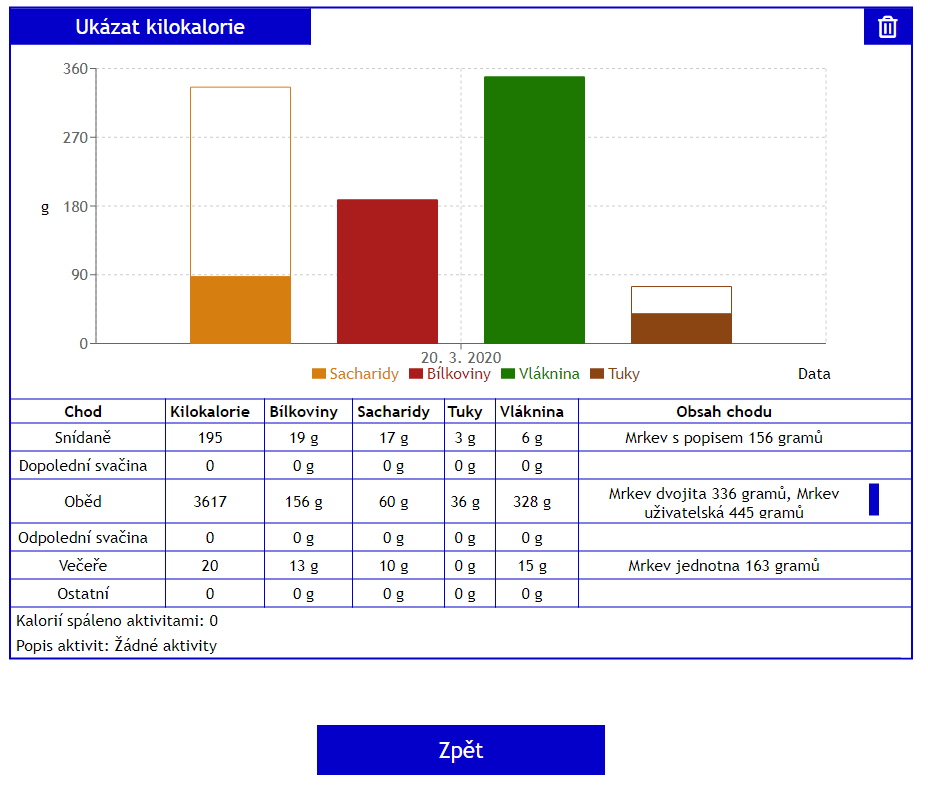 Ukázat kilokalorie
360
270
g 180
90
0
20. 3. 2020
Sacharidy Bílkoviny Vláknina Tuky Data
Chod Kilokalorie Bílkoviny Sacharidy Tuky Vláknina Obsah chodu
Snídaně 195 19 g 17 g 3 g 6 g Mrkev s popisem 156 gramů
Dopolední svačina 0 0 g 0 g 0 g 0 g
Oběd 3617 156 g 60 g 36 g 328 g Mrkev dvojita 336 gramů, Mrkev
uživatelská 445 gramů
Odpolední svačina 0 0 g 0 g 0 g 0 g
Večeře 20 13 g 10 g 0 g 15 g Mrkev jednotna 163 gramů
Ostatní 0 0 g 0 g 0 g 0 g
Kalorií spáleno aktivitami: 0
Popis aktivit: Žádné aktivity
Zpět